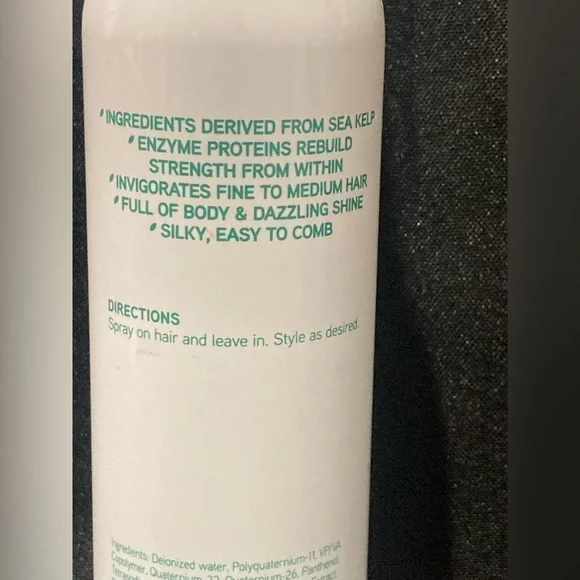 INGREDIENTS DERIVED FROM SEA KELP
ENZYME PROTEINS REBUILD
STRENGTH FROM WITHIN
INVIGORATES FINE TO MEDIUM HAIR
FULL OF BODY & DAZZLING SHINE
SILKY, EASY TO COMB
DIRECTIONS
Spray on hair and leave in. Style as desired.
Ingredients: Deionized water, Polyquaternium-11, VP/VA
Copolymer, Quaternium-22, Quaternium-26, Panthenol,
Extract